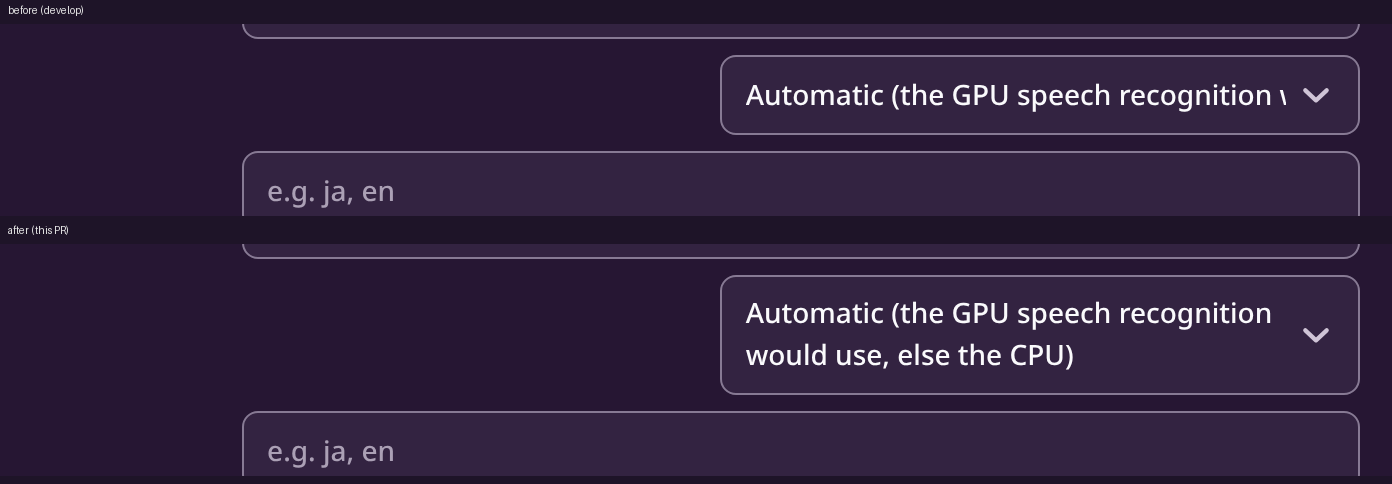 before (develop)
Automatic (the GPU speech recognition
e.g. ja, en
after (this PR)
Automatic (the GPU speech recognition
would use, else the CPU)
e.g. ja, en